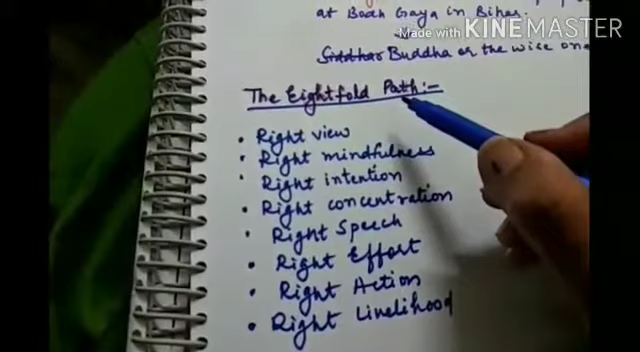 at Bodh Gaya in Bihar.
Made with KINEMASTER
Siddhar Buddha or the wise one
The Eightfold Path:-
• Right view
• Right mindfulness
• Right intention
• Right concentration
• Right Speech
• Right Effort
• Right Action
• Right Livelihood